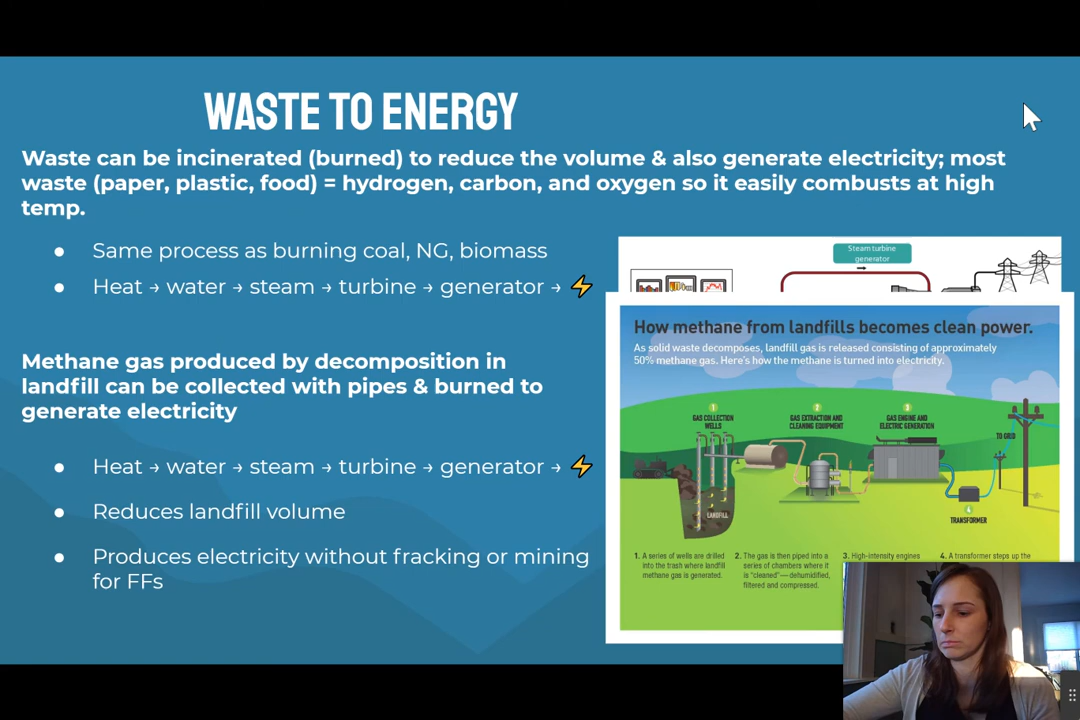 WASTE TO ENERGY
Waste can be incinerated (burned) to reduce the volume & also generate electricity; most
waste (paper, plastic, food) = hydrogen, carbon, and oxygen so it easily combusts at high
temp.
● Same process as burning coal, NG, biomass
● Heat → water → steam → turbine → generator → ⚡
Methane gas produced by decomposition in
landfill can be collected with pipes & burned to
generate electricity
● Heat → water → steam → turbine → generator → ⚡
● Reduces landfill volume
● Produces electricity without fracking or mining
for FFs
Steam turbine
generator
How methane from landfills becomes clean power.
As solid waste decomposes, landfill gas is released consisting of approximately
50% methane gas. Here's how the methane is turned into electricity.
1
GAS COLLECTION
WELLS
2
GAS EXTRACTION AND
CLEANING EQUIPMENT
3
GAS ENGINE AND
ELECTRIC GENERATION
TO GRID
LANDFILL
4
TRANSFORMER
1. A series of wells are drilled
into the trash where landfill
methane gas is generated.
2. The gas is then piped into a
series of chambers where it
is "cleaned"—dehumidified,
filtered and compressed.
3. High-intensity engines
4. A transformer steps up the